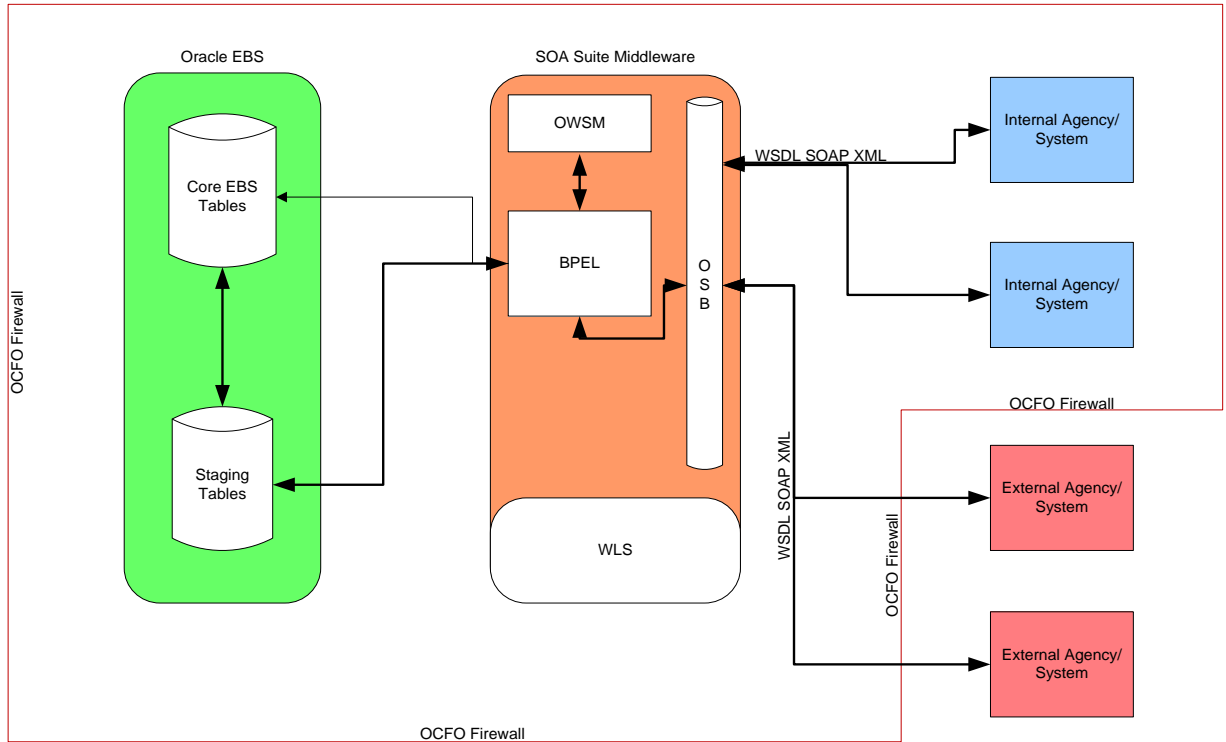 Oracle EBS
SOA Suite Middleware
Core EBS
Tables
Staging
Tables
OWSM
BPEL
O
S
B
WLS
WSDL SOAP XML
WSDL SOAP XML
Internal Agency/
System
Internal Agency/
System
External Agency/
System
External Agency/
System
OCFO Firewall
OCFO Firewall
OCFO Firewall
OCFO Firewall